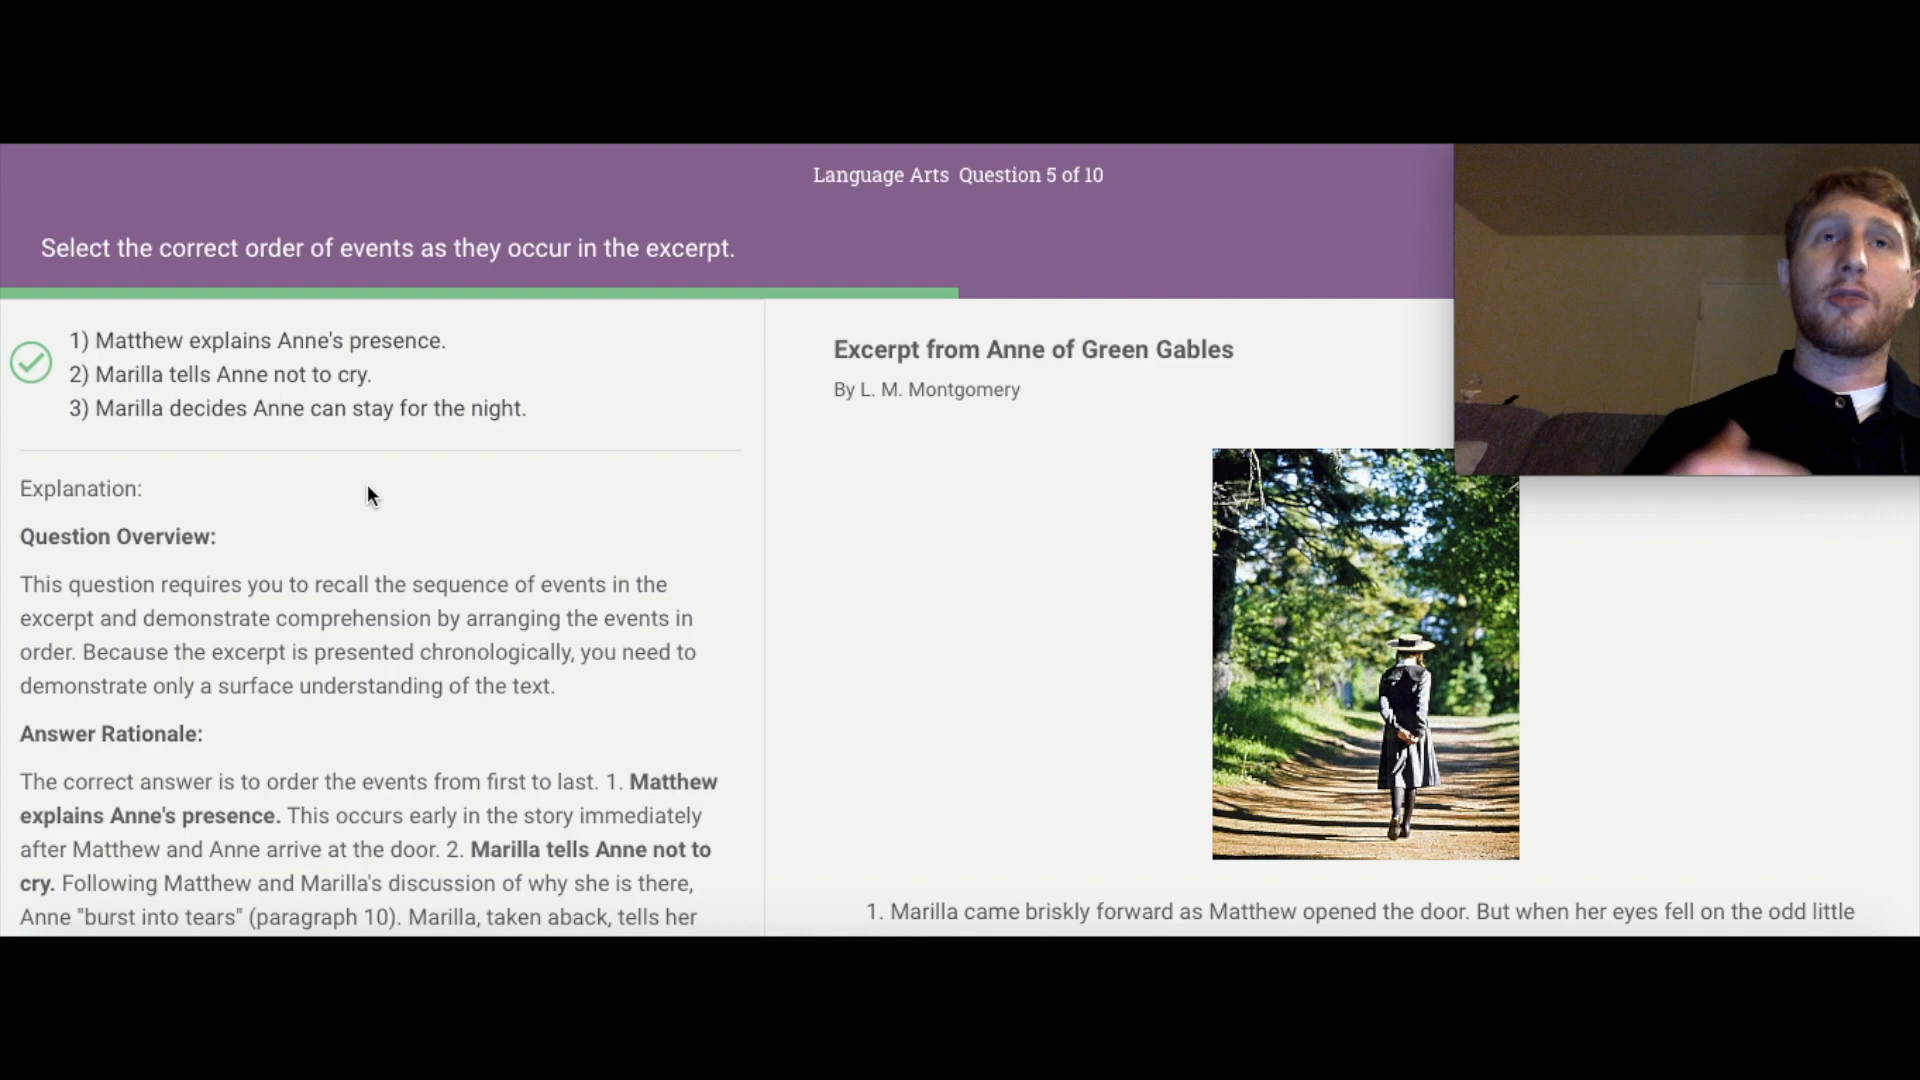 Language Arts Question 5 of 10
Select the correct order of events as they occur in the excerpt.
1) Matthew explains Anne's presence.
2) Marilla tells Anne not to cry.
3) Marilla decides Anne can stay for the night.
Explanation:
Question Overview:
This question requires you to recall the sequence of events in the
excerpt and demonstrate comprehension by arranging the events in
order. Because the excerpt is presented chronologically, you need to
demonstrate only a surface understanding of the text.
Answer Rationale:
The correct answer is to order the events from first to last. 1. Matthew
explains Anne's presence. This occurs early in the story immediately
after Matthew and Anne arrive at the door. 2. Marilla tells Anne not to
cry. Following Matthew and Marilla's discussion of why she is there,
Anne "burst into tears" (paragraph 10). Marilla, taken aback, tells her
Excerpt from Anne of Green Gables
By L. M. Montgomery
1. Marilla came briskly forward as Matthew opened the door. But when her eyes fell on the odd little